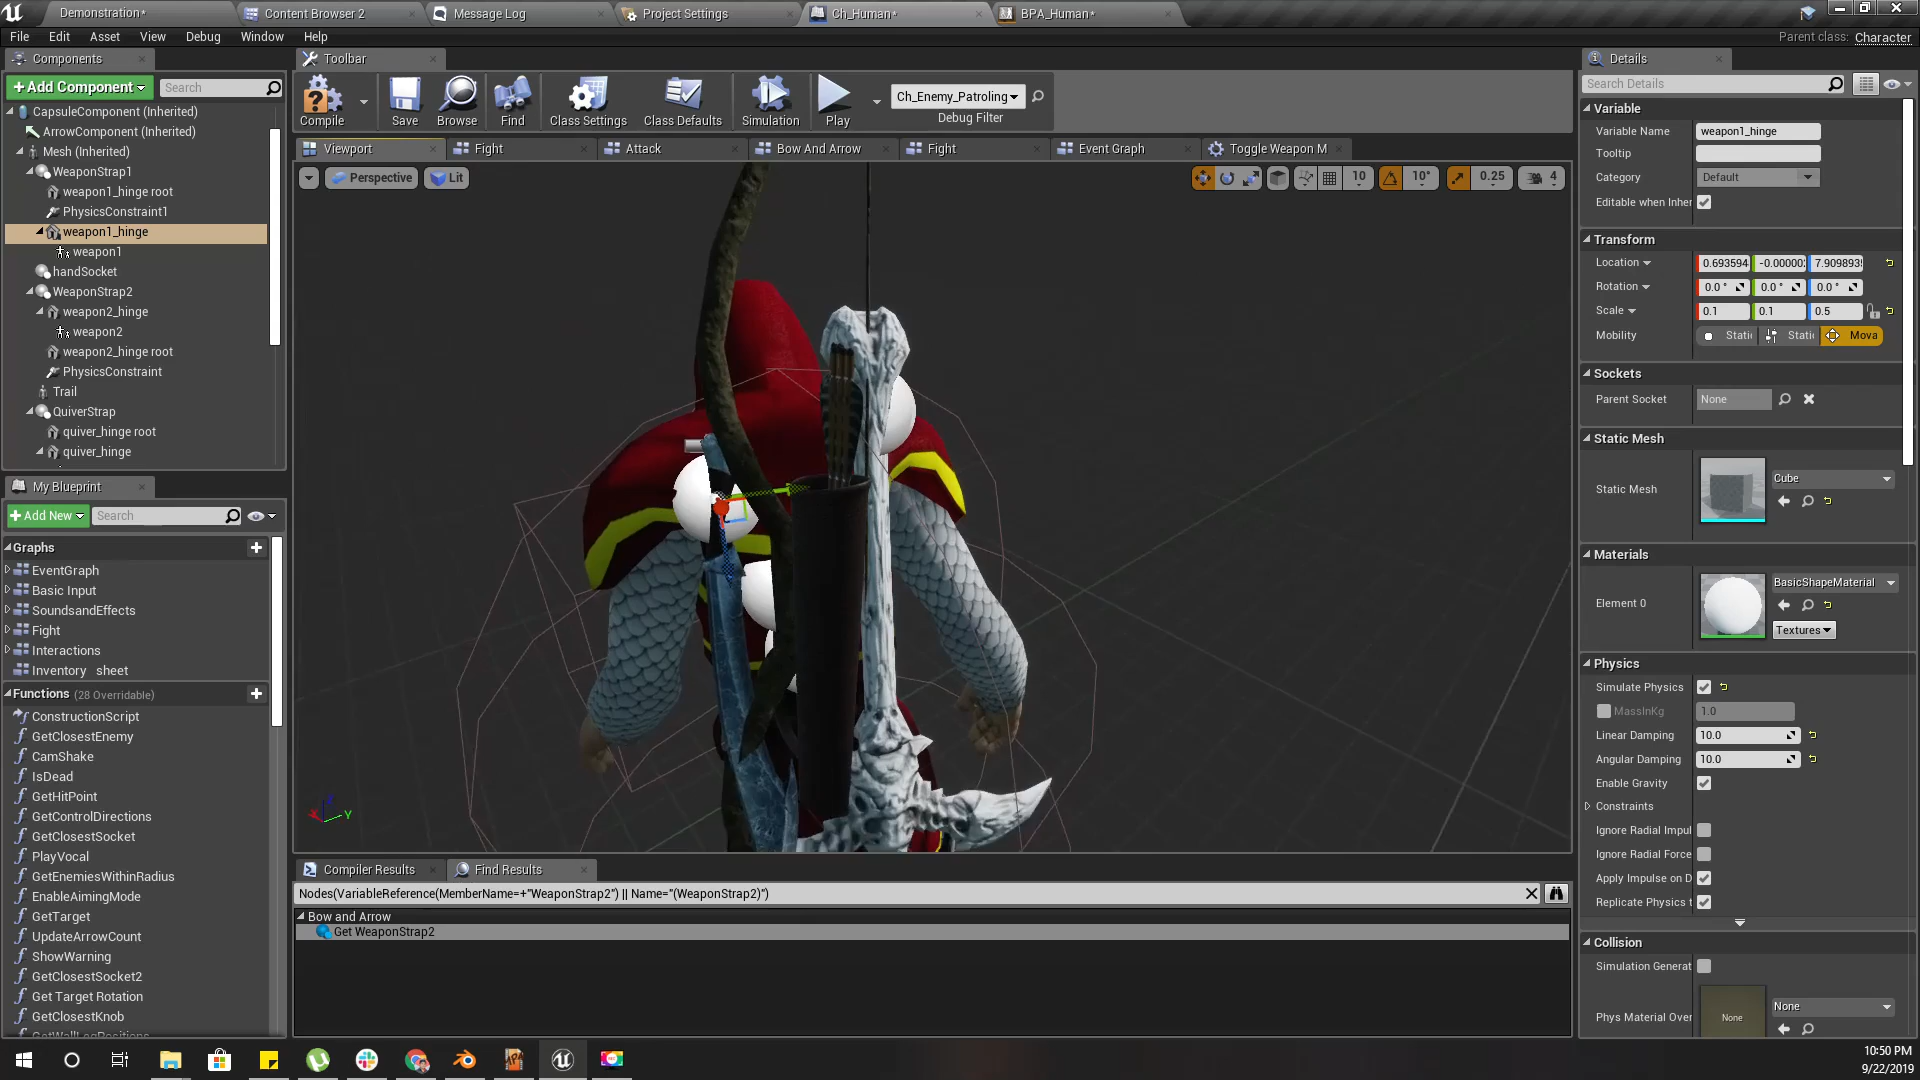 Demonstration*
Content Browser 2
Message Log
Project Settings
Ch_Human*
BPA_Human*
File Edit Asset View Debug Window Help
Parent class: Character
Components
Toolbar
Details
+ Add Component
Search
Compile
Save
Browse
Find
Class Settings
Class Defaults
Simulation
Play
Ch_Enemy_Patroling
Debug Filter
CapsuleComponent (Inherited)
ArrowComponent (Inherited)
Mesh (Inherited)
WeaponStrap1
weapon1_hinge root
PhysicsConstraint1
weapon1_hinge
weapon1
handSocket
WeaponStrap2
weapon2_hinge
weapon2
weapon2_hinge root
PhysicsConstraint
Trail
QuiverStrap
quiver_hinge root
quiver_hinge
Viewport
Fight
Attack
Bow And Arrow
Fight
Event Graph
Toggle Weapon M
Perspective
Lit
10
10°
0.25
4
X
Y
My Blueprint
+ Add New
Search
Graphs
EventGraph
Basic Input
SoundsandEffects
Fight
Interactions
Inventory sheet
Functions (28 Overridable)
ConstructionScript
GetClosestEnemy
CamShake
IsDead
GetHitPoint
GetControlDirections
GetClosestSocket
PlayVocal
GetEnemiesWithinRadius
EnableAimingMode
GetTarget
UpdateArrowCount
ShowWarning
GetClosestSocket2
Get Target Rotation
GetClosestKnob
GetWallLegPositions
Compiler Results
Find Results
Nodes(VariableReference(MemberName=+"WeaponStrap2") || Name="(WeaponStrap2)")
Bow and Arrow
Get WeaponStrap2
Search Details
Variable
Variable Name weapon1_hinge
Tooltip
Category Default
Editable when Inher
Transform
Location 0.693594 -0.00000 7.909893
Rotation 0.0 ° 0.0 ° 0.0 °
Scale 0.1 0.1 0.5
Mobility Stati Stati Mova
Sockets
Parent Socket None
Static Mesh
Static Mesh Cube
Materials
Element 0 BasicShapeMaterial
Textures
Physics
Simulate Physics
MassInKg 1.0
Linear Damping 10.0
Angular Damping 10.0
Enable Gravity
Constraints
Ignore Radial Impul
Ignore Radial Force
Apply Impulse on D
Replicate Physics t
Collision
Simulation Generat
Phys Material Over None
None
10:50 PM
9/22/2019